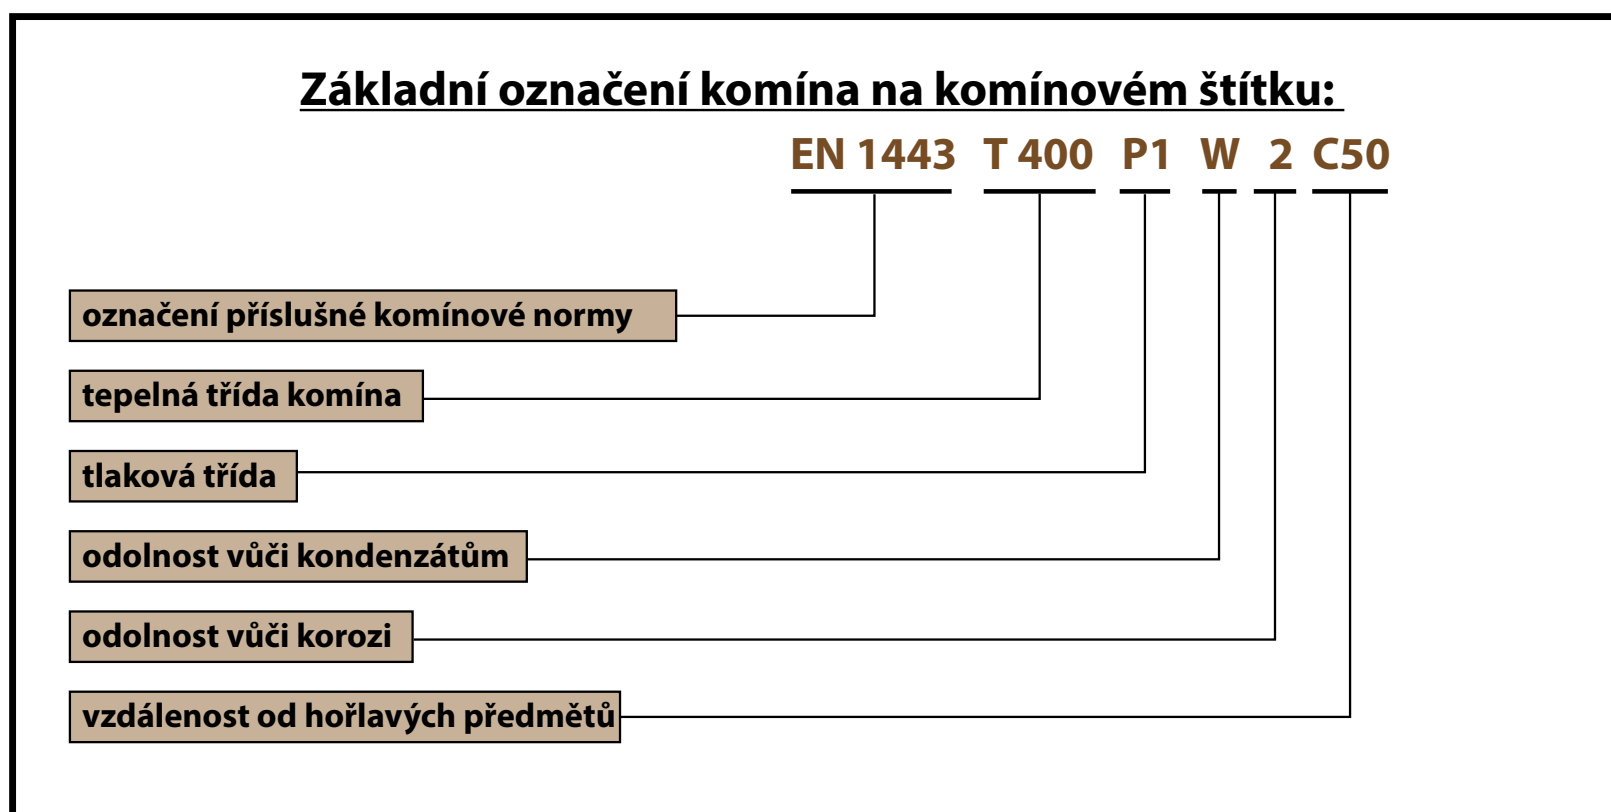 Základní označení komína na komínovém štítku:
EN 1443 T 400 P1 W 2 C50
označení příslušné komínové normy
tepelná třída komína
tlaková třída
odolnost vůči kondenzátům
odolnost vůči korozi
vzdálenost od hořlavých předmětů